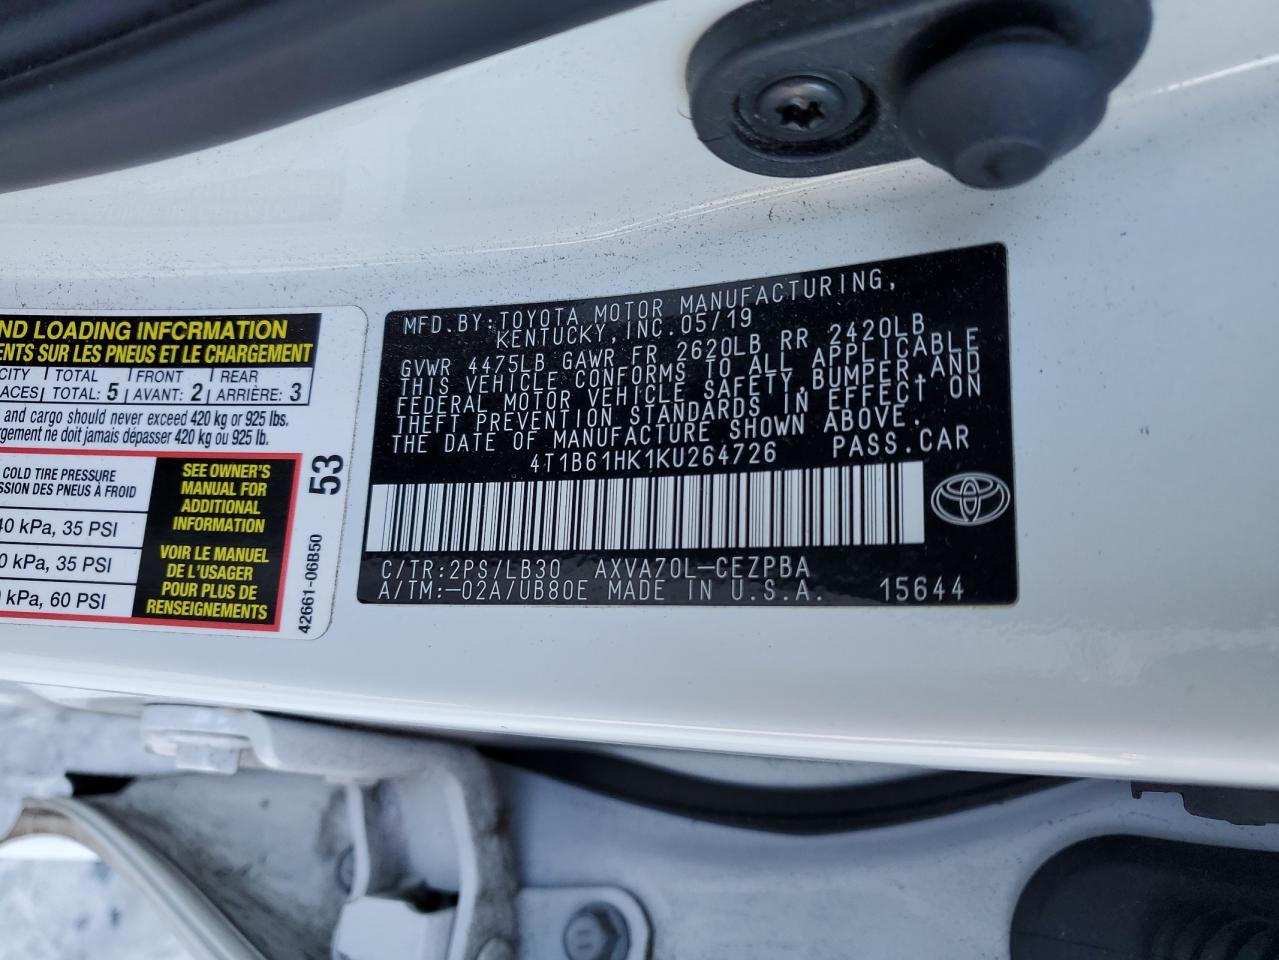 ND LOADING INFORMATION
ENTS SUR LES PNEUS ET LE CHARGEMENT
CITY TOTAL FRONT REAR
ACES TOTAL: 5 AVANT: 2 ARRIÈRE: 3
and cargo should never exceed 420 kg or 925 lbs.
rgement ne doit jamais dépasser 420 kg ou 925 lb.
COLD TIRE PRESSURE
SSION DES PNEUS À FROID
40 kPa, 35 PSI
0 kPa, 35 PSI
0 kPa, 60 PSI
SEE OWNER'S
MANUAL FOR
ADDITIONAL
INFORMATION
VOIR LE MANUEL
DE L'USAGER
POUR PLUS DE
RENSEIGNEMENTS
53
42661-06B50
MFD.BY:TOYOTA MOTOR MANUFACTURING,
KENTUCKY, INC.05/19
GVWR 4475LB GAWR FR 2620LB RR 2420LB
THIS VEHICLE CONFORMS TO ALL APPLICABLE
FEDERAL MOTOR VEHICLE SAFETY,BUMPER,AND
THEFT PREVENTION STANDARDS IN EFFECT ON
THE DATE OF MANUFACTURE SHOWN ABOVE.
4T1B61HK1KU264726 PASS.CAR
C/TR:2PS/LB30 AXVA70L-CEZPBA
A/TM:-02A/UB80E MADE IN U.S.A. 15644